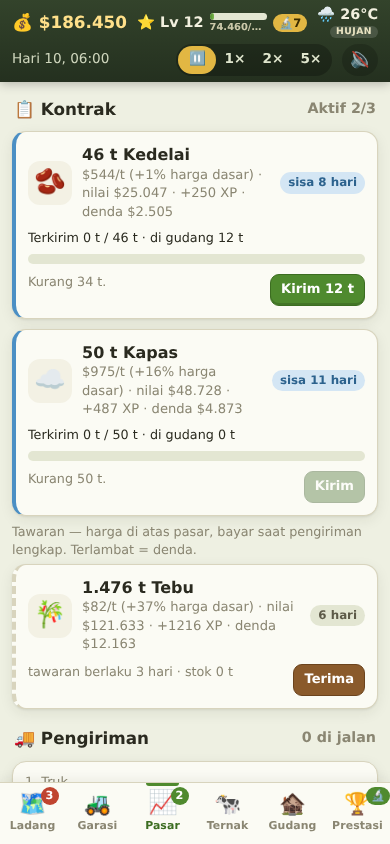 $186.450 Lv 12 74.460/... 7 26°C
HUJAN
Hari 10, 06:00 1× 2× 5×
Kontrak Aktif 2/3
46 t Kedelai
$544/t (+1% harga dasar) ·
nilai $25.047 · +250 XP ·
denda $2.505
sisa 8 hari
Terkirim 0 t / 46 t · di gudang 12 t
Kurang 34 t.
Kirim 12 t
50 t Kapas
$975/t (+16% harga
dasar) · nilai $48.728 ·
+487 XP · denda $4.873
sisa 11 hari
Terkirim 0 t / 50 t · di gudang 0 t
Kurang 50 t.
Kirim
Tawaran — harga di atas pasar, bayar saat pengiriman
lengkap. Terlambat = denda.
1.476 t Tebu
$82/t (+37% harga dasar) · nilai
$121.633 · +1216 XP · denda
$12.163
6 hari
tawaran berlaku 3 hari · stok 0 t
Terima
Pengiriman 0 di jalan
1. Truk
3 2
Ladang Garasi Pasar Ternak Gudang Prestasi